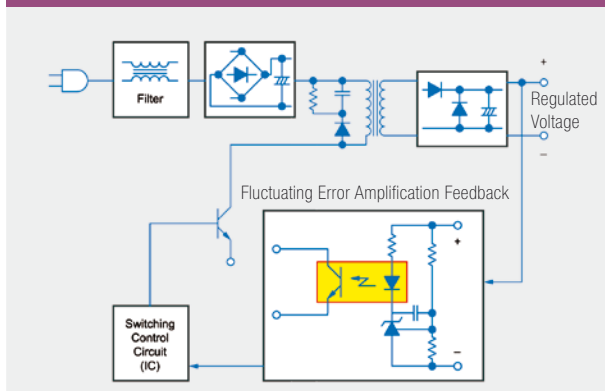 Filter
+
Regulated
Voltage
–
Fluctuating Error Amplification Feedback
+
–
Switching
Control
Circuit
(IC)